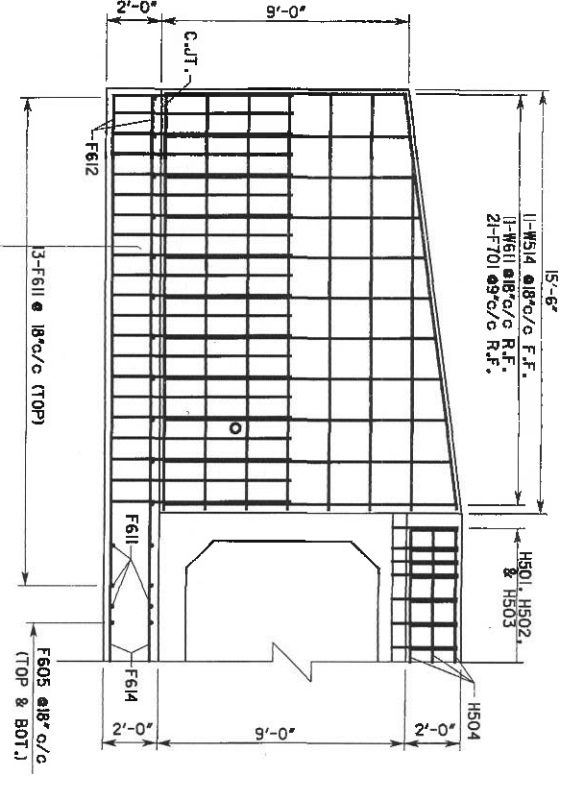 2'-0"
9'-0"
C.JT.
F612
13-F611 @ 18"c/c (TOP)
15'-6"
11-W514 @18"c/c F.F.
11-W611 @18"c/c R.F.
21-F701 @9"c/c R.F.
F611
F614
F605 @18" c/c
(TOP & BOT.)
H501, H502,
& H503
H504
2'-0"
9'-0"
2'-0"